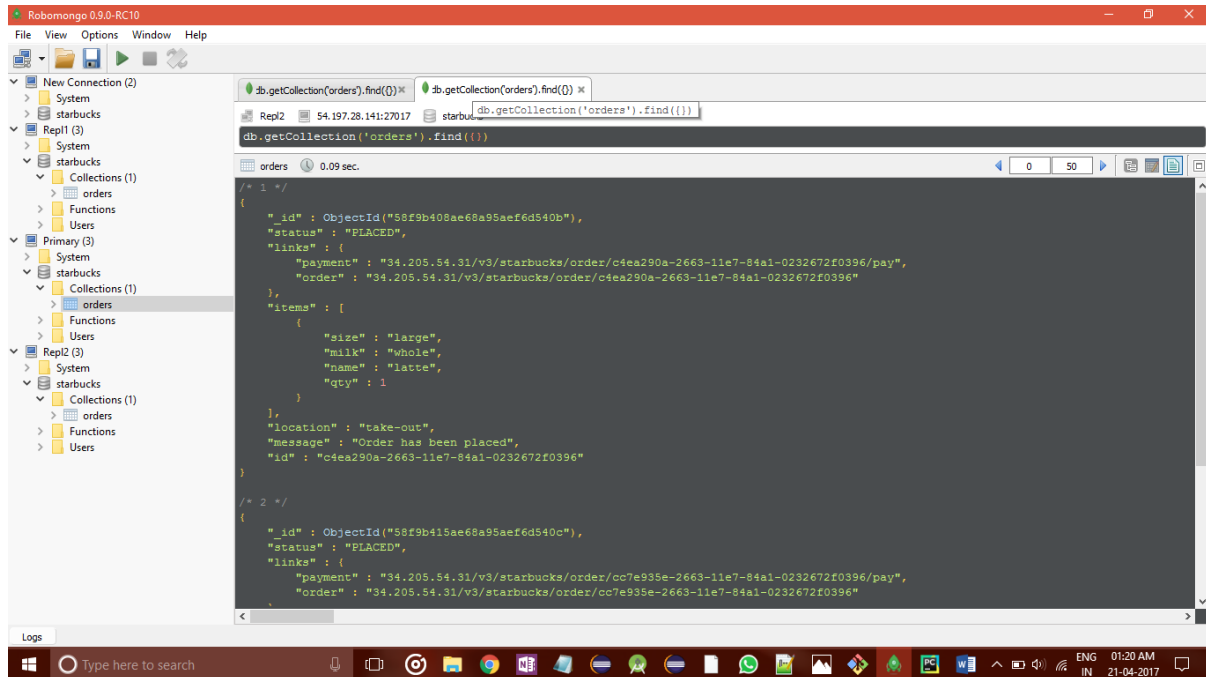 Robomongo 0.9.0-RC10
File View Options Window Help
New Connection (2)
System
starbucks
Repl1 (3)
System
starbucks
Collections (1)
orders
Functions
Users
Primary (3)
System
starbucks
Collections (1)
orders
Functions
Users
Repl2 (3)
System
starbucks
Collections (1)
orders
Functions
Users
db.getCollection('orders').find({}) db.getCollection('orders').find({})
db.getCollection('orders').find({})
Repl2 54.197.28.141:27017
db.getCollection('orders').find({})
orders 0.09 sec. 0 50
/* 1 */
{
"_id" : ObjectId("58f9b408ae68a95aef6d540b"),
"status" : "PLACED",
"links" : {
"payment" : "34.205.54.31/v3/starbucks/order/c4ea290a-2663-11e7-84a1-0232672f0396/pay",
"order" : "34.205.54.31/v3/starbucks/order/c4ea290a-2663-11e7-84a1-0232672f0396"
},
"items" : [
{
"size" : "large",
"milk" : "whole",
"name" : "latte",
"qty" : 1
}
],
"location" : "take-out",
"message" : "Order has been placed",
"id" : "c4ea290a-2663-11e7-84a1-0232672f0396"
}
/* 2 */
{
"_id" : ObjectId("58f9b415ae68a95aef6d540c"),
"status" : "PLACED",
"links" : {
"payment" : "34.205.54.31/v3/starbucks/order/cc7e935e-2663-11e7-84a1-0232672f0396/pay",
"order" : "34.205.54.31/v3/starbucks/order/cc7e935e-2663-11e7-84a1-0232672f0396"
Logs
Type here to search
ENG 01:20 AM
IN 21-04-2017